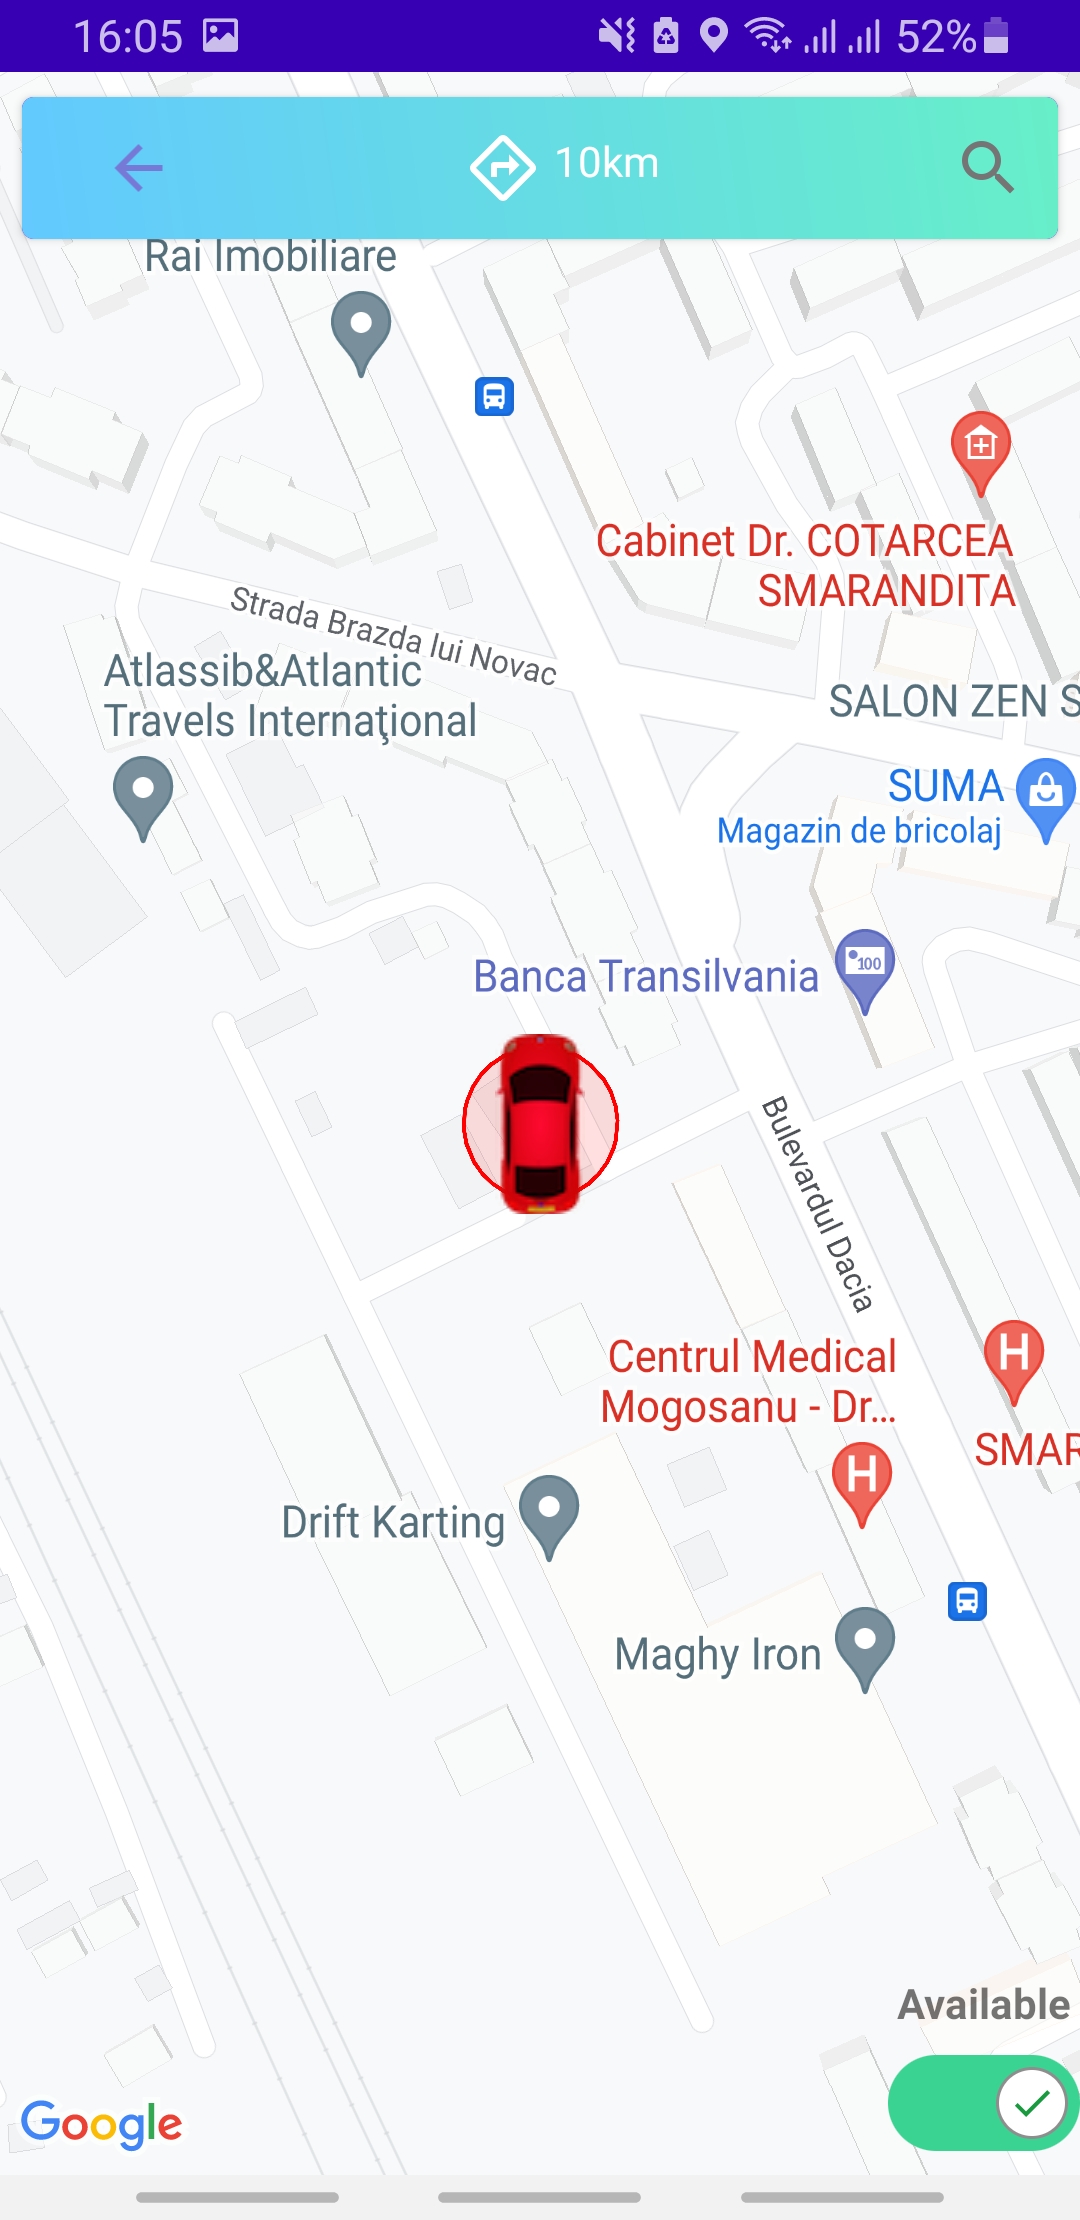 16:05
52%
10km
Rai Imobiliare
Cabinet Dr. COTARCEA
SMARANDITA
Strada Brazda lui Novac
Atlassib&Atlantic
Travels Internaţional
SALON ZEN S
SUMA
Magazin de bricolaj
100
Banca Transilvania
Bulevardul Dacia
Centrul Medical
Mogosanu - Dr...
H
SMAR
H
Drift Karting
Maghy Iron
Available
Google